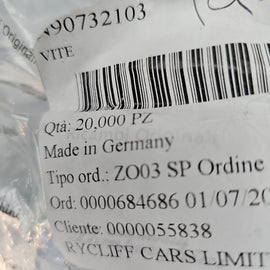 N90732103
VITE
Qtà: 20,000 PZ
Made in Germany
Tipo ord.: ZO03 SP Ordine
Ord: 0000684686 01/07/20
Cliente: 0000055838
RYCLIFF CARS LIMIT